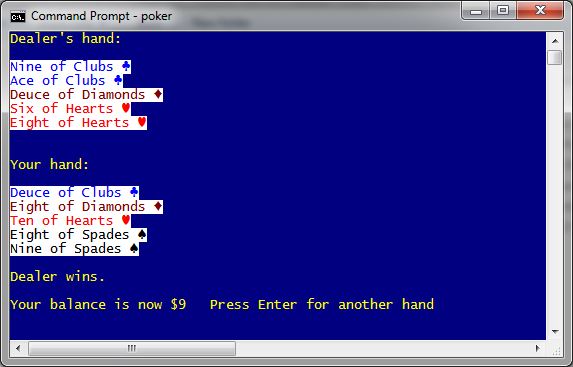 Command Prompt - poker
Dealer's hand:
Nine of Clubs ♣
Ace of Clubs ♣
Deuce of Diamonds ♦
Six of Hearts ♥
Eight of Hearts ♥
Your hand:
Deuce of Clubs ♣
Eight of Diamonds ♦
Ten of Hearts ♥
Eight of Spades ♠
Nine of Spades ♠
Dealer wins.
Your balance is now $9   Press Enter for another hand